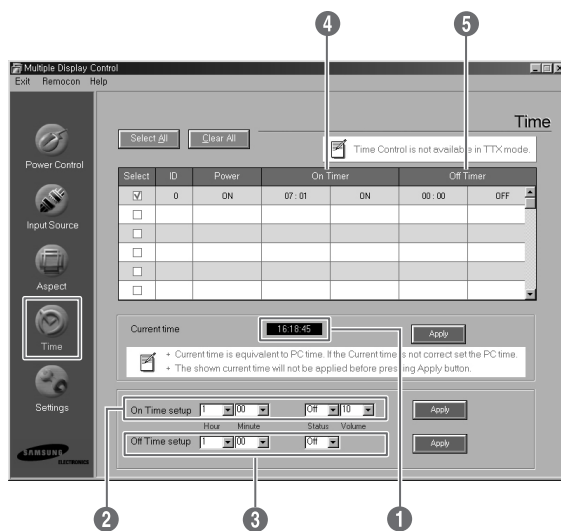 4 5
Multiple Display Control
Exit Remocon Help
Time
Select All Clear All
Time Control is not available in TTX mode.
Power Control
Select ID Power On Timer Off Timer
0 ON 07 : 01 ON 00 : 00 OFF
Input Source
Aspect
Current time 16:18:45 Apply
Time
+ Current time is equivalent to PC time. If the Current time is not correct set the PC time.
+ The shown current time will not be applied before pressing Apply button.
Settings
On Time setup 1 00 Off 10 Apply
Hour Minute Status Volume
Off Time setup 1 00 Off Apply
SAMSUNG
ELECTRONICS
2 3 1